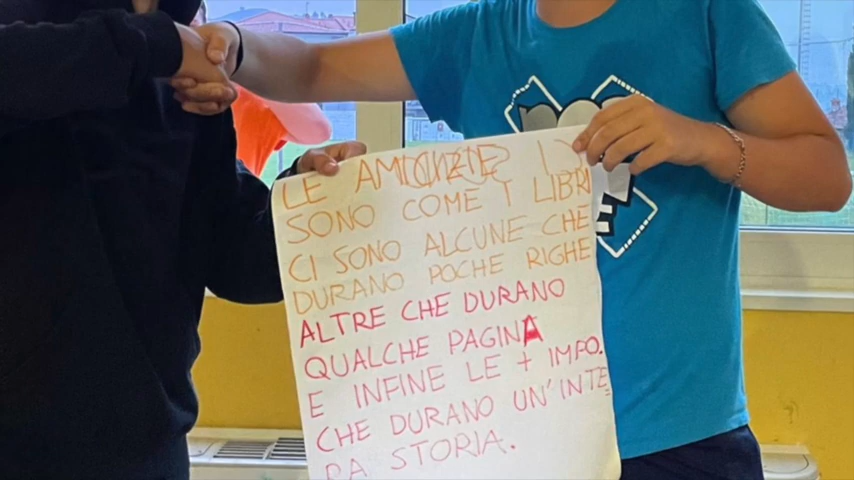 LE AMICIZIE
SONO COME I LIBRI
CI SONO ALCUNE CHE
DURANO POCHE RIGHE
ALTRE CHE DURANO
QUALCHE PAGINA
E INFINE LE + IMPO.
CHE DURANO UN'INTE
RA STORIA.